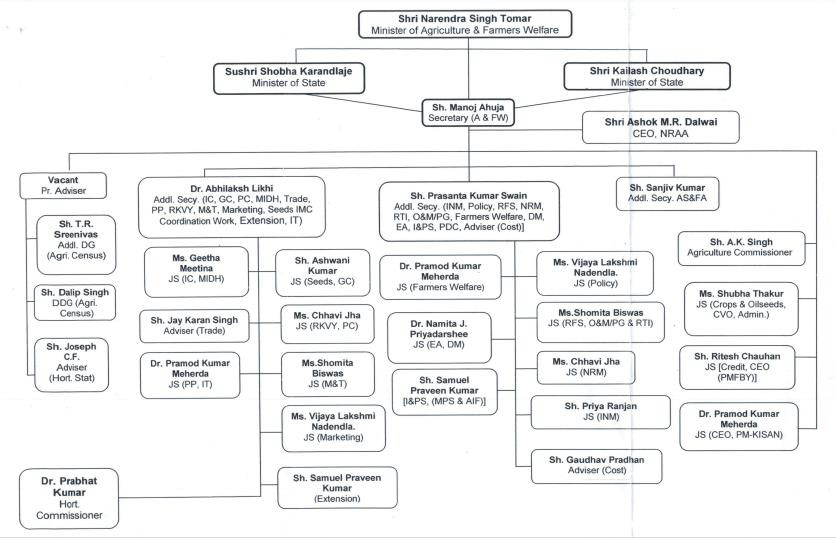 Shri Narendra Singh Tomar
Minister of Agriculture & Farmers Welfare
Sushri Shobha Karandlaje
Minister of State
Shri Kailash Choudhary
Minister of State
Sh. Manoj Ahuja
Secretary (A & FW)
Shri Ashok M.R. Dalwai
CEO, NRAA
Vacant
Pr. Adviser
Sh. T.R.
Sreenivas
Addl. DG
(Agri. Census)
Sh. Dalip Singh
DDG (Agri.
Census)
Sh. Joseph
C.F.
Adviser
(Hort. Stat)
Dr. Abhilaksh Likhi
Addl. Secy. (IC, GC, PC, MIDH, Trade,
PP, RKVY, M&T, Marketing, Seeds IMC
Coordination Work, Extension, IT)
Ms. Geetha
Meetina
JS (IC, MIDH)
Sh. Ashwani
Kumar
JS (Seeds, GC)
Sh. Jay Karan Singh
Adviser (Trade)
Ms. Chhavi Jha
JS (RKVY, PC)
Dr. Pramod Kumar
Meherda
JS (PP, IT)
Ms.Shomita
Biswas
JS (M&T)
Ms. Vijaya Lakshmi
Nadendla.
JS (Marketing)
Sh. Samuel Praveen
Kumar
(Extension)
Dr. Prabhat
Kumar
Hort.
Commissioner
Sh. Prasanta Kumar Swain
Addl. Secy. (INM, Policy, RFS, NRM,
RTI, O&M/PG, Farmers Welfare, DM,
EA, I&PS, PDC, Adviser (Cost)]
Dr. Pramod Kumar
Meherda
JS (Farmers Welfare)
Ms. Vijaya Lakshmi
Nadendla.
JS (Policy)
Dr. Namita J.
Priyadarshee
JS (EA, DM)
Ms.Shomita Biswas
JS (RFS, O&M/PG & RTI)
Sh. Samuel
Praveen Kumar
[I&PS, (MPS & AIF)]
Ms. Chhavi Jha
JS (NRM)
Sh. Priya Ranjan
JS (INM)
Sh. Gaudhav Pradhan
Adviser (Cost)
Sh. Sanjiv Kumar
Addl. Secy. AS&FA
Sh. A.K. Singh
Agriculture Commissioner
Ms. Shubha Thakur
JS (Crops & Oilseeds,
CVO, Admin.)
Sh. Ritesh Chauhan
JS [Credit, CEO
(PMFBY)]
Dr. Pramod Kumar
Meherda
JS (CEO, PM-KISAN)